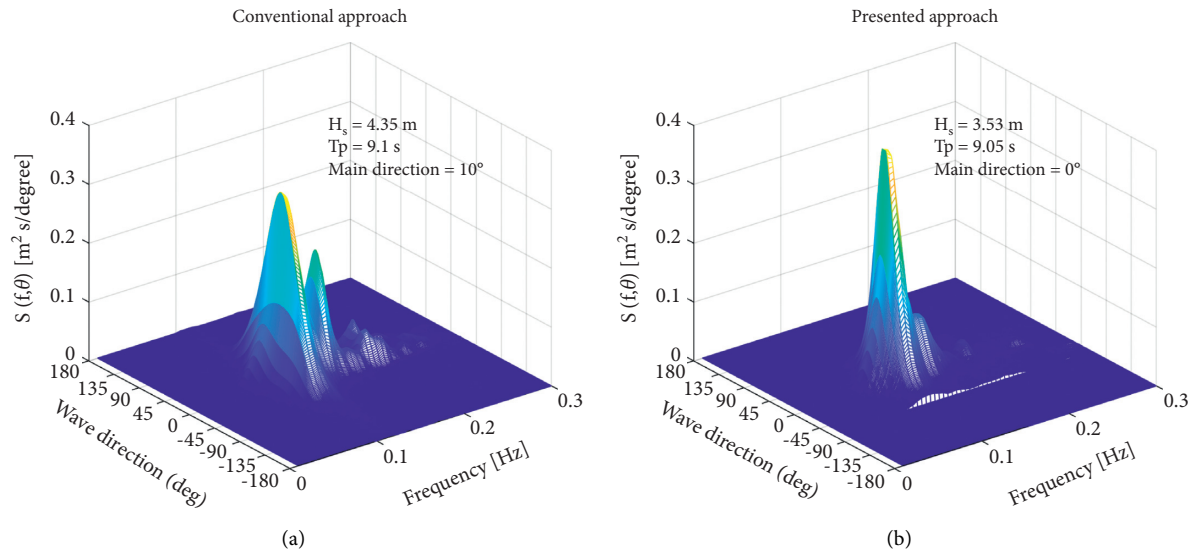 Conventional approach
0.4
0.3
0.2
0.1
0
S (f,θ) [m² s/degree]
Hₛ = 4.35 m
Tp = 9.1 s
Main direction = 10°
180
135
90
45
0
-45
-90
-135
-180
Wave direction (deg)
0
0.1
0.2
0.3
Frequency [Hz]
(a)
Presented approach
0.4
0.3
0.2
0.1
0
S (f,θ) [m² s/degree]
Hₛ = 3.53 m
Tp = 9.05 s
Main direction = 0°
180
135
90
45
0
-45
-90
-135
-180
Wave direction (deg)
0
0.1
0.2
0.3
Frequency [Hz]
(b)